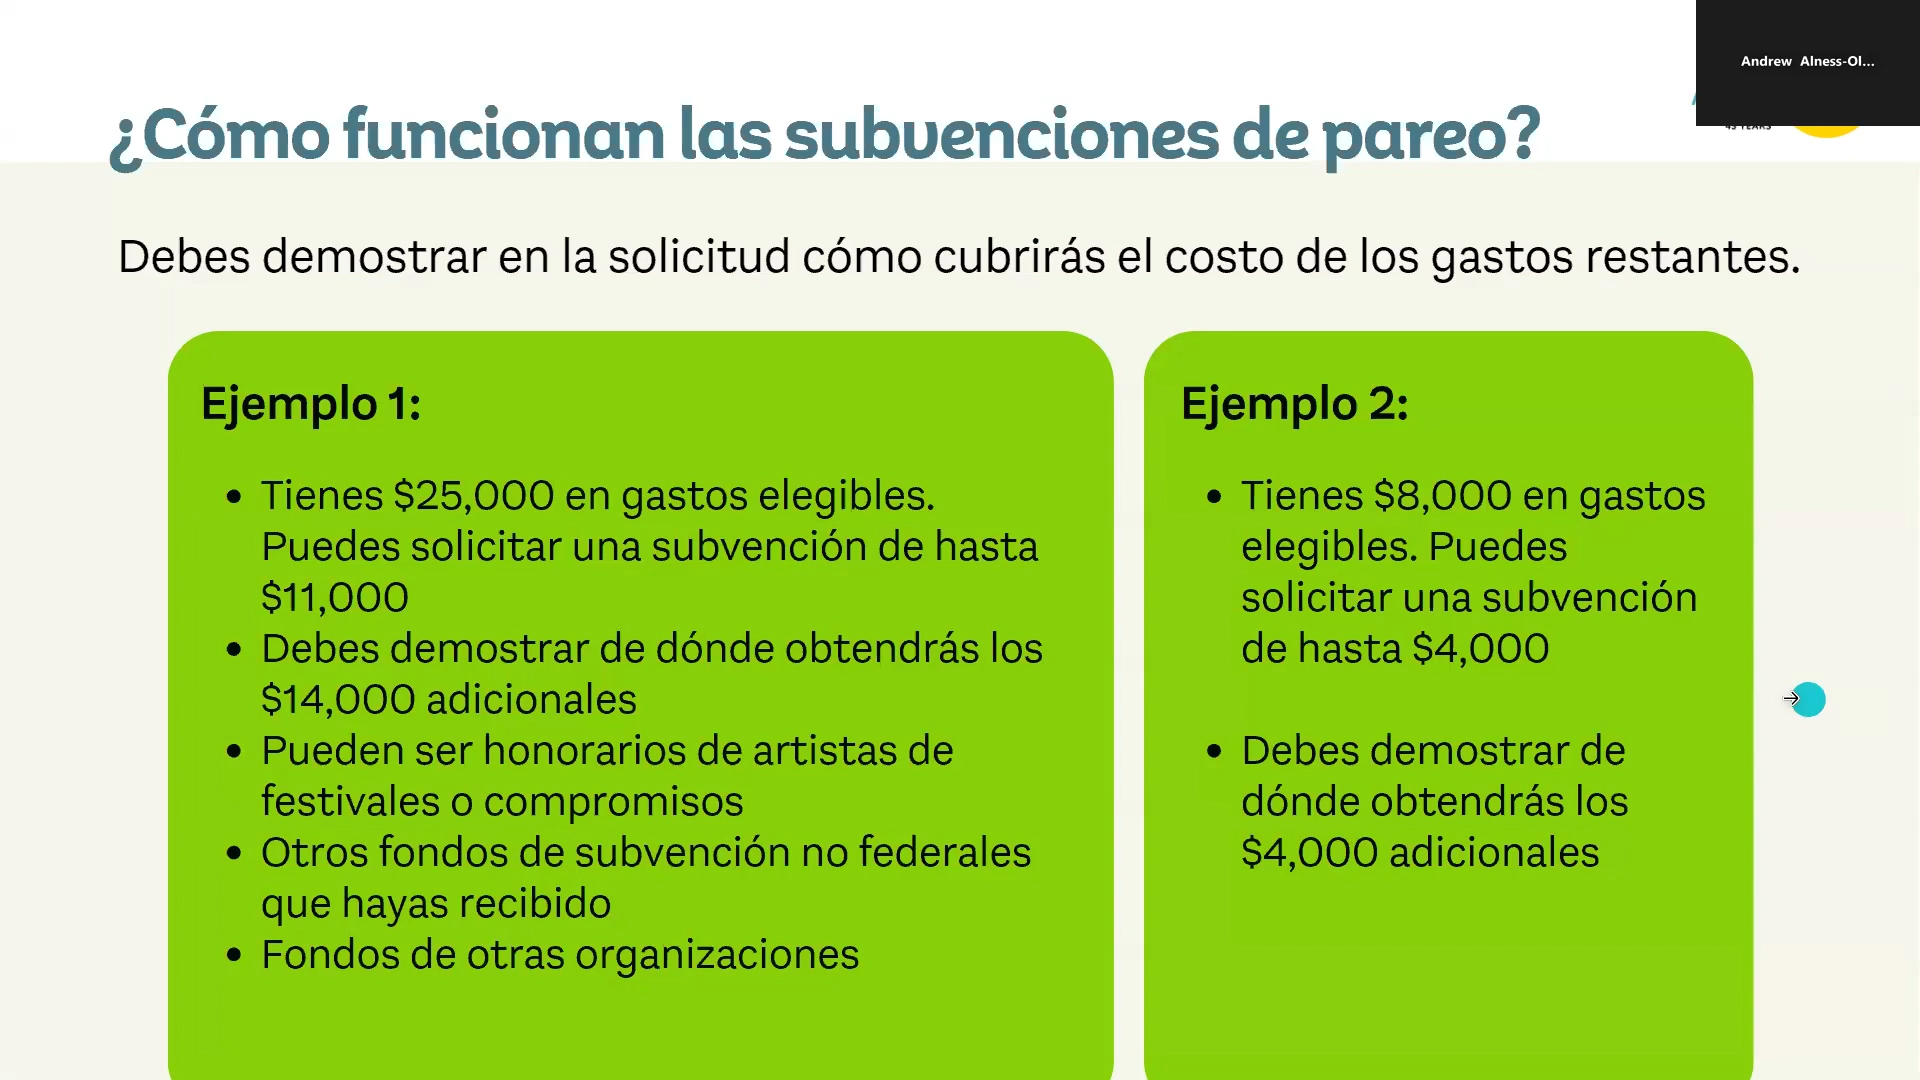 Andrew Alness-Ol...
45 YEARS
¿Cómo funcionan las subvenciones de pareo?
Debes demostrar en la solicitud cómo cubrirás el costo de los gastos restantes.
Ejemplo 1:
• Tienes $25,000 en gastos elegibles.
Puedes solicitar una subvención de hasta
$11,000
• Debes demostrar de dónde obtendrás los
$14,000 adicionales
• Pueden ser honorarios de artistas de
festivales o compromisos
• Otros fondos de subvención no federales
que hayas recibido
• Fondos de otras organizaciones
Ejemplo 2:
• Tienes $8,000 en gastos
elegibles. Puedes
solicitar una subvención
de hasta $4,000
• Debes demostrar de
dónde obtendrás los
$4,000 adicionales